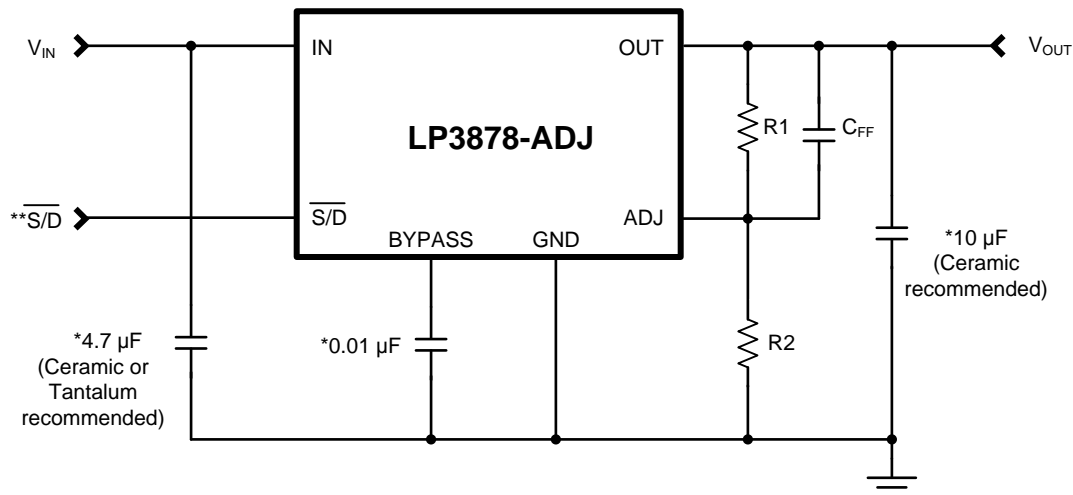 V_IN
IN
OUT
V_OUT
LP3878-ADJ
R1
C_FF
**S̅/̅D̅
S̅/̅D̅
ADJ
BYPASS
GND
*10 µF
(Ceramic
recommended)
*4.7 µF
(Ceramic or
Tantalum
recommended)
*0.01 µF
R2